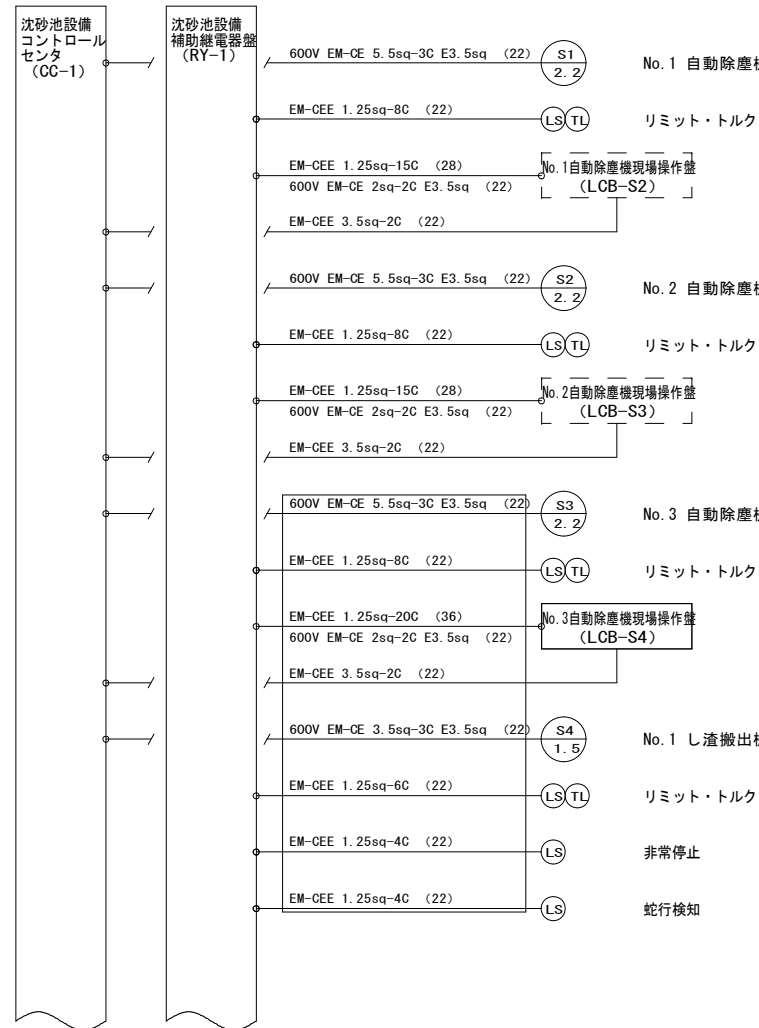 沈砂池設備
コントロール
センタ
(CC-1)
沈砂池設備
補助継電器盤
(RY-1)
600V EM-CE 5.5sq-3C E3.5sq (22)
S1
2.2
No.1 自動除塵機
EM-CEE 1.25sq-8C (22)
LS TL
リミット・トルク
EM-CEE 1.25sq-15C (28)
600V EM-CE 2sq-2C E3.5sq (22)
No.1自動除塵機現場操作盤
(LCB-S2)
EM-CEE 3.5sq-2C (22)
600V EM-CE 5.5sq-3C E3.5sq (22)
S2
2.2
No.2 自動除塵機
EM-CEE 1.25sq-8C (22)
LS TL
リミット・トルク
EM-CEE 1.25sq-15C (28)
600V EM-CE 2sq-2C E3.5sq (22)
No.2自動除塵機現場操作盤
(LCB-S3)
EM-CEE 3.5sq-2C (22)
600V EM-CE 5.5sq-3C E3.5sq (22)
S3
2.2
No.3 自動除塵機
EM-CEE 1.25sq-8C (22)
LS TL
リミット・トルク
EM-CEE 1.25sq-20C (36)
600V EM-CE 2sq-2C E3.5sq (22)
No.3自動除塵機現場操作盤
(LCB-S4)
EM-CEE 3.5sq-2C (22)
600V EM-CE 3.5sq-3C E3.5sq (22)
S4
1.5
No.1 し渣搬出機
EM-CEE 1.25sq-6C (22)
LS TL
リミット・トルク
EM-CEE 1.25sq-4C (22)
LS
非常停止
EM-CEE 1.25sq-4C (22)
LS
蛇行検知